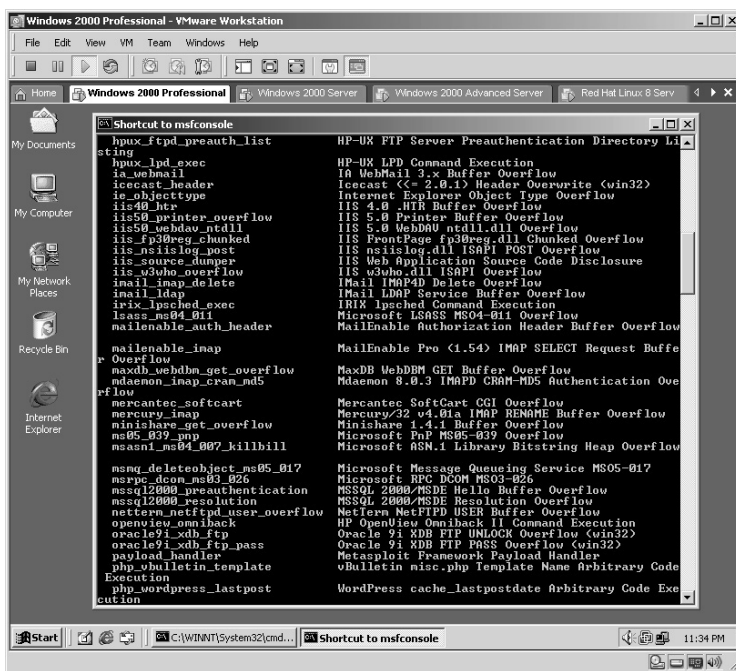 Windows 2000 Professional - VMware Workstation
File Edit View VM Team Windows Help
Home Windows 2000 Professional Windows 2000 Server Windows 2000 Advanced Server Red Hat Linux 8 Serv
My Documents
My Computer
My Network
Places
Recycle Bin
Internet
Explorer
Shortcut to msfconsole
hpux_ftpd_preauth_list HP-UX FTP Server Preauthentication Directory Li
sting
hpux_lpd_exec HP-UX LPD Command Execution
ia_webmail IA WebMail 3.x Buffer Overflow
icecast_header Icecast (<= 2.0.1) Header Overwrite (win32)
ie_objecttype Internet Explorer Object Type Overflow
iis40_htr IIS 4.0 .HTR Buffer Overflow
iis50_printer_overflow IIS 5.0 Printer Buffer Overflow
iis50_webdav_ntdll IIS 5.0 WebDAV ntdll.dll Overflow
iis_fp30reg_chunked IIS FrontPage fp30reg.dll Chunked Overflow
iis_nsiislog_post IIS nsiislog.dll ISAPI POST Overflow
iis_source_dumper IIS Web Application Source Code Disclosure
iis_w3who_overflow IIS w3who.dll ISAPI Overflow
imail_imap_delete IMail IMAP4D Delete Overflow
imail_ldap IMail LDAP Service Buffer Overflow
irix_lpsched_exec IRIX lpsched Command Execution
lsass_ms04_011 Microsoft LSASS MSO4-011 Overflow
mailenable_auth_header MailEnable Authorization Header Buffer Overflow
mailenable_imap MailEnable Pro (1.54) IMAP SELECT Request Buffe
r Overflow
maxdb_webdbm_get_overflow MaxDB WebDBM GET Buffer Overflow
mdaemon_imap_cram_md5 Mdaemon 8.0.3 IMAPD CRAM-MD5 Authentication Ove
rflow
mercantec_softcart Mercantec SoftCart CGI Overflow
mercury_imap Mercury/32 v4.01a IMAP RENAME Buffer Overflow
minishare_get_overflow Minishare 1.4.1 Buffer Overflow
ms05_039_pnp Microsoft PnP MS05-039 Overflow
msasn1_ms04_007_killbill Microsoft ASN.1 Library Bitstring Heap Overflow
msmq_deleteobject_ms05_017 Microsoft Message Queueing Service MSO5-017
msrpc_dcom_ms03_026 Microsoft RPC DCOM MSO3-026
mssql2000_preauthentication MSSQL 2000/MSDE Hello Buffer Overflow
mssql2000_resolution MSSQL 2000/MSDE Resolution Overflow
netterm_netftpd_user_overflow NetTerm NetFTPD USER Buffer Overflow
openview_omniback HP OpenView Omniback II Command Execution
oracle9i_xdb_ftp Oracle 9i XDB FTP UNLOCK Overflow (win32)
oracle9i_xdb_ftp_pass Oracle 9i XDB FTP PASS Overflow (win32)
payload_handler Metasploit Framework Payload Handler
php_vbulletin_template vBulletin misc.php Template Name Arbitrary Code
Execution
php_wordpress_lastpost WordPress cache_lastpostdate Arbitrary Code Exe
cution
Start C:\WINNT\System32\cmd... Shortcut to msfconsole 11:34 PM